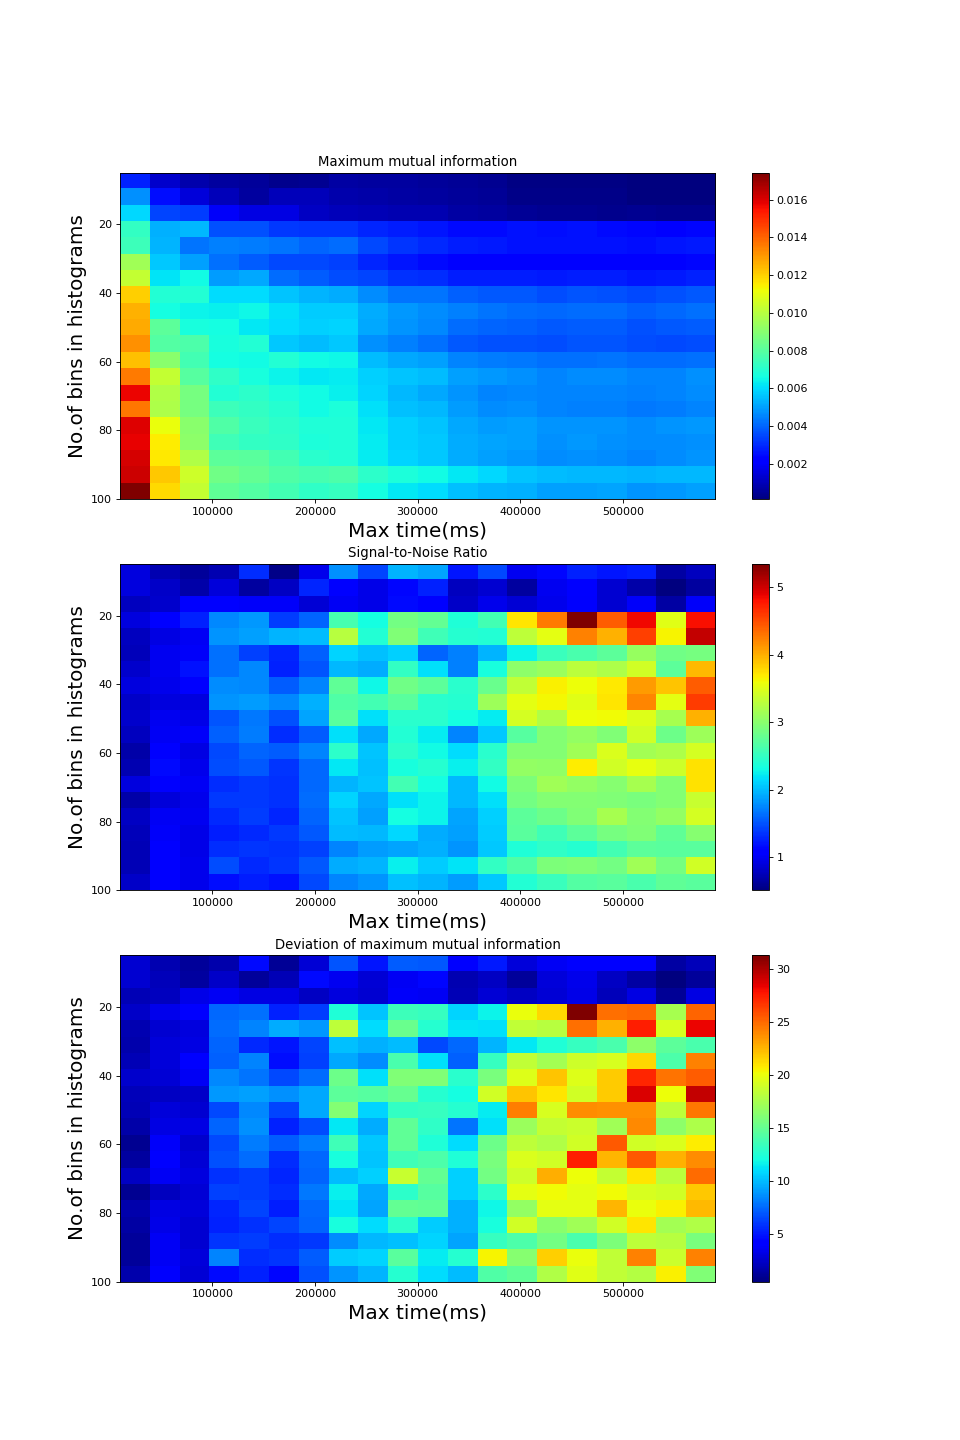 Maximum mutual information
No.of bins in histograms
20
40
60
80
100
100000 200000 300000 400000 500000
Max time(ms)
0.016
0.014
0.012
0.010
0.008
0.006
0.004
0.002
Signal-to-Noise Ratio
No.of bins in histograms
20
40
60
80
100
100000 200000 300000 400000 500000
Max time(ms)
5
4
3
2
1
Deviation of maximum mutual information
No.of bins in histograms
20
40
60
80
100
100000 200000 300000 400000 500000
Max time(ms)
30
25
20
15
10
5